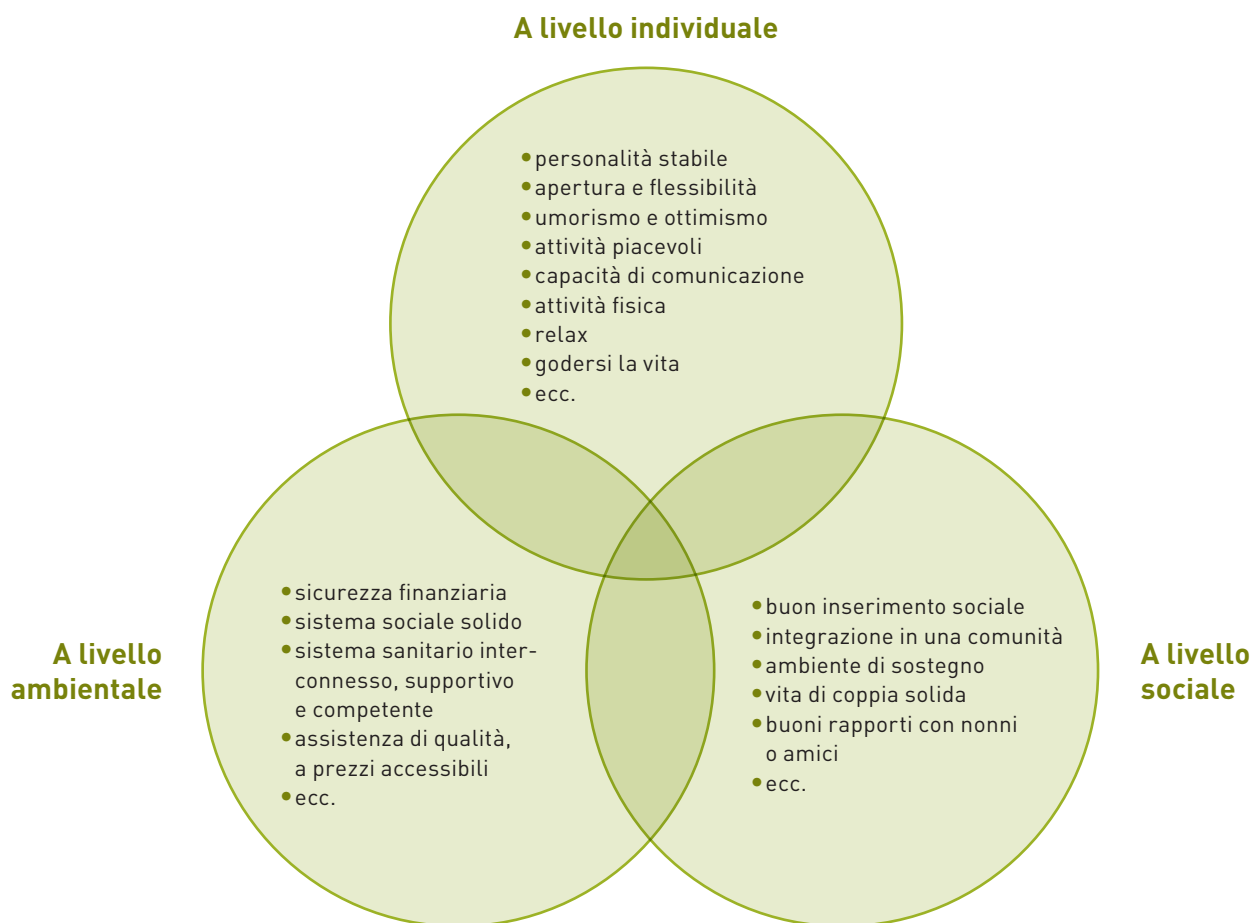 A livello individuale
• personalità stabile
• apertura e flessibilità
• umorismo e ottimismo
• attività piacevoli
• capacità di comunicazione
• attività fisica
• relax
• godersi la vita
• ecc.
A livello
ambientale
• sicurezza finanziaria
• sistema sociale solido
• sistema sanitario inter-
connesso, supportivo
e competente
• assistenza di qualità,
a prezzi accessibili
• ecc.
• buon inserimento sociale
• integrazione in una comunità
• ambiente di sostegno
• vita di coppia solida
• buoni rapporti con nonni
o amici
• ecc.
A livello
sociale